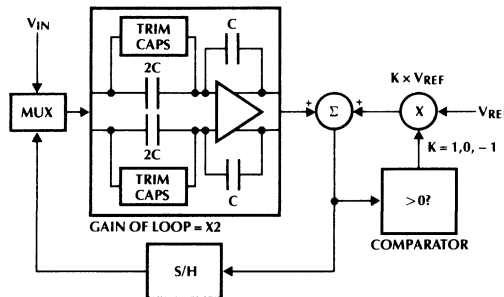 VIN
TRIM
CAPS
C
2C
K × VREF
MUX
+
Σ
+
X
VRE
2C
K = 1, 0, − 1
TRIM
CAPS
C
> 0?
GAIN OF LOOP = X2
COMPARATOR
S/H